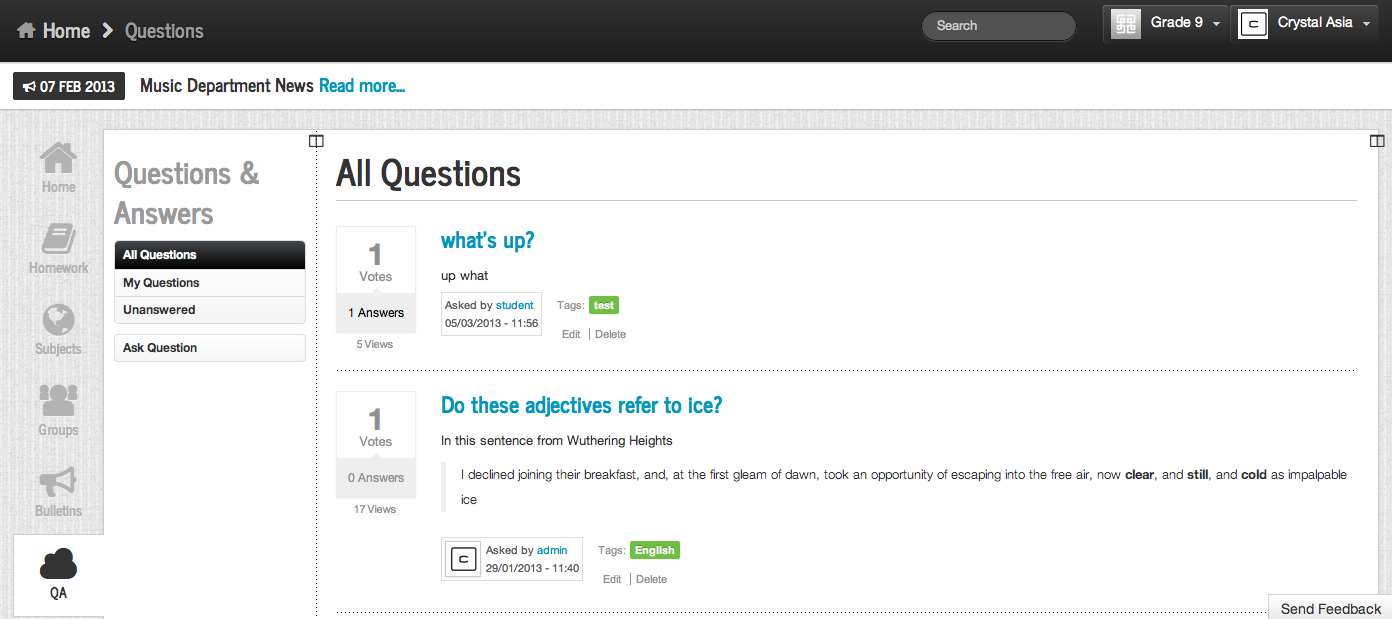 Home Questions
Search
Grade 9
Crystal Asia
07 FEB 2013 Music Department News Read more...
Home
Homework
Subjects
Groups
Bulletins
QA
Questions &
Answers
All Questions
My Questions
Unanswered
Ask Question
All Questions
1
Votes
1 Answers
5 Views
what's up?
up what
Asked by student
05/03/2013 - 11:56
Tags: test
Edit | Delete
1
Votes
0 Answers
17 Views
Do these adjectives refer to ice?
In this sentence from Wuthering Heights
I declined joining their breakfast, and, at the first gleam of dawn, took an opportunity of escaping into the free air, now clear, and still, and cold as impalpable
ice
C
Asked by admin
29/01/2013 - 11:40
Tags: English
Edit | Delete
Send Feedback